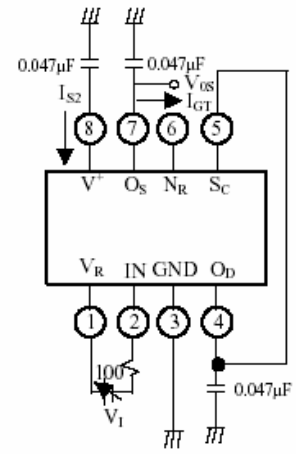 0.047μF 0.047μF
V0S
IS2 IGT
8 7 6 5
V+ OS NR SC
VR IN GND OD
1 2 3 4
100
0.047μF
VI